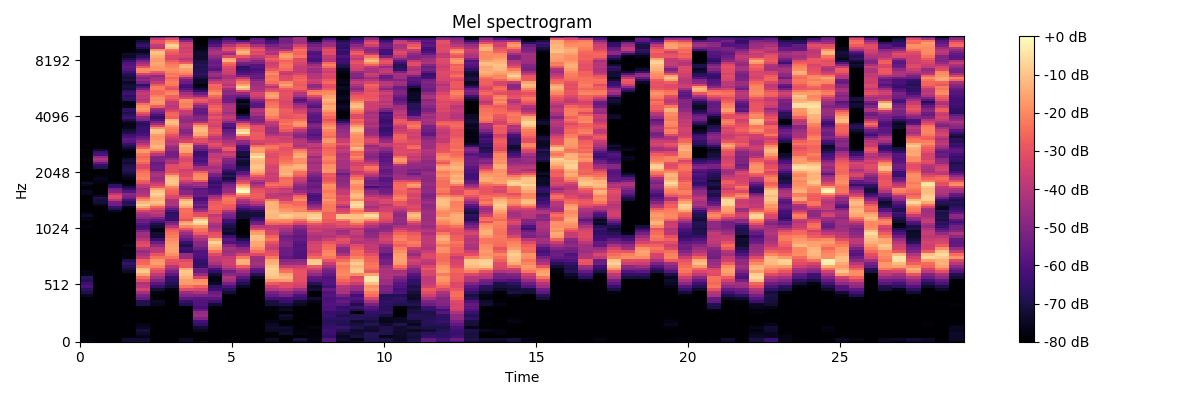 Mel spectrogram
Hz
8192
4096
2048
1024
512
0
0 5 10 15 20 25
Time
+0 dB
-10 dB
-20 dB
-30 dB
-40 dB
-50 dB
-60 dB
-70 dB
-80 dB